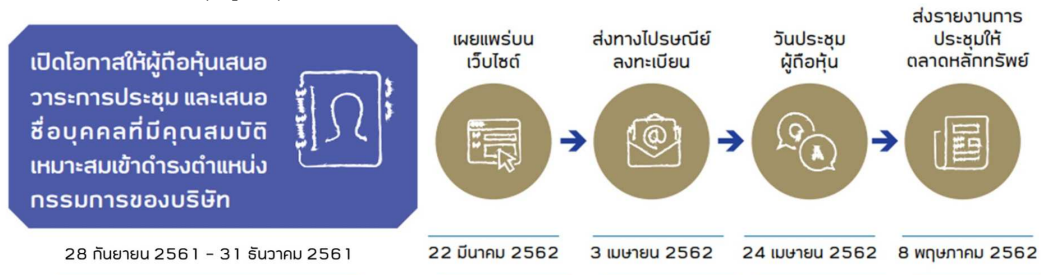 เปิดโอกาสให้ผู้ถือหุ้นเสนอ
วาระการประชุม และเสนอ
ชื่อบุคคลที่มีคุณสมบัติ
เหมาะสมเข้าดำรงตำแหน่ง
กรรมการของบริษัท
28 กันยายน 2561 – 31 ธันวาคม 2561
เผยแพร่บน
เว็บไซต์
22 มีนาคม 2562
ส่งทางไปรษณีย์
ลงทะเบียน
@
3 เมษายน 2562
วันประชุม
ผู้ถือหุ้น
Q
A
24 เมษายน 2562
ส่งรายงานการ
ประชุมให้
ตลาดหลักทรัพย์
8 พฤษภาคม 2562